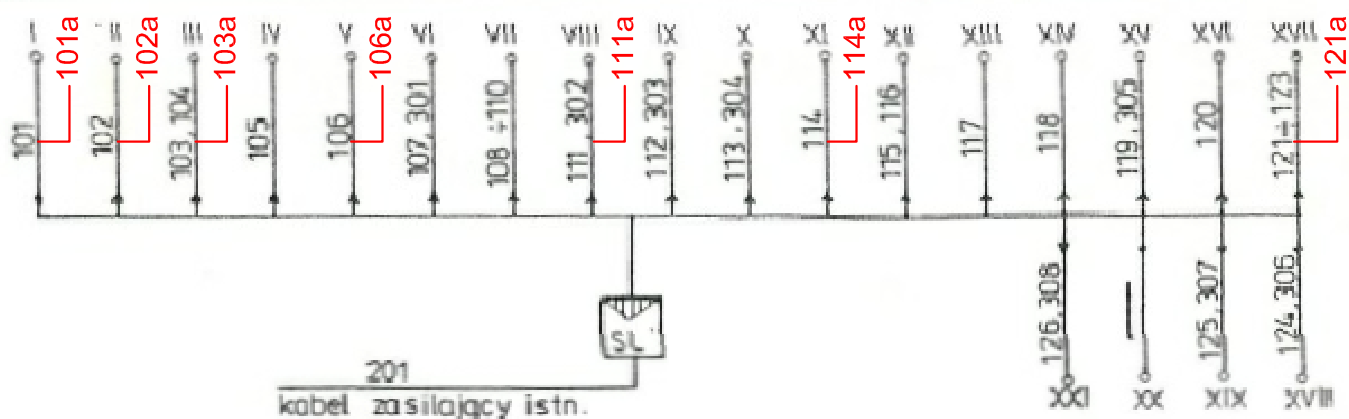 I II III IV V VI VII VIII IX X XI XII XIII XIV XV XVI XVII
101a 102a 103a 106a 111a 114a 121a
101 102 103,104 105 106 107,301 108÷110 111,302 112,303 113,304 114 115,116 117 118 119,305 120 121÷123
126,308 125,307 124,306
SL
201
kabel zasilający istn.
XXI XX XIX XVIII